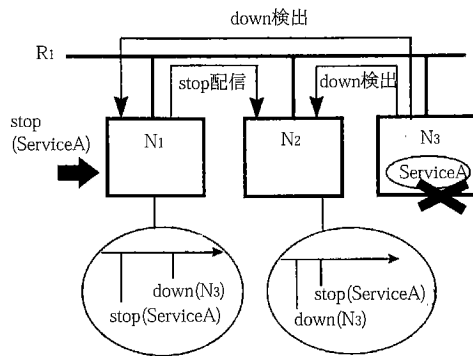 down検出
R1
stop配信
down検出
stop
(ServiceA)
N1
N2
N3
ServiceA
down(N3)
stop(ServiceA)
stop(ServiceA)
down(N3)